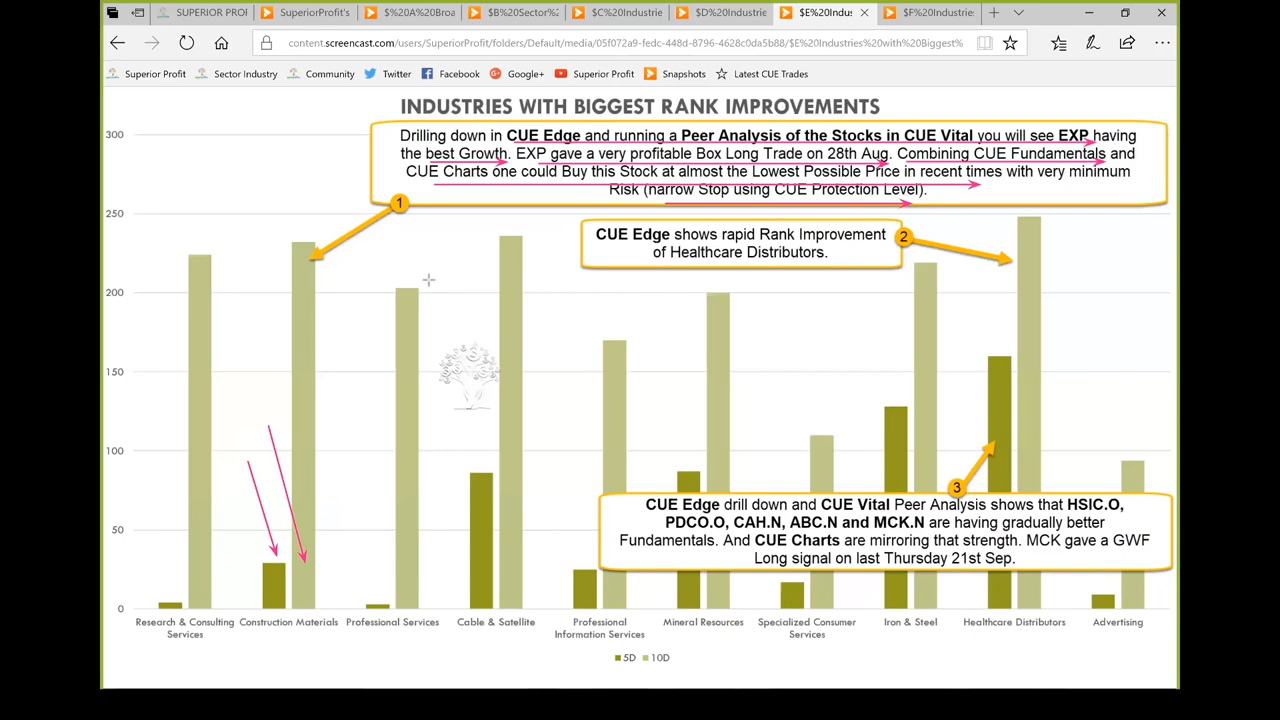 SUPERIOR PROF
SuperiorProfit's
$%20A%20Broa
$B%20Sector%2
$C%20Industrie
$D%20Industrie
$E%20Indus
$F%20Industries
content.screencast.com/users/SuperiorProfit/folders/Default/media/05f072a9-fedc-448d-8796-4628c0da5b88/$E%20Industries%20with%20Biggest%
Superior Profit
Sector Industry
Community
Twitter
Facebook
Google+
Superior Profit
Snapshots
Latest CUE Trades
INDUSTRIES WITH BIGGEST RANK IMPROVEMENTS
Drilling down in CUE Edge and running a Peer Analysis of the Stocks in CUE Vital you will see EXP having
the best Growth. EXP gave a very profitable Box Long Trade on 28th Aug. Combining CUE Fundamentals and
CUE Charts one could Buy this Stock at almost the Lowest Possible Price in recent times with very minimum
Risk (narrow Stop using CUE Protection Level).
1
CUE Edge shows rapid Rank Improvement
of Healthcare Distributors.
2
3
CUE Edge drill down and CUE Vital Peer Analysis shows that HSIC.O,
PDCO.O, CAH.N, ABC.N and MCK.N are having gradually better
Fundamentals. And CUE Charts are mirroring that strength. MCK gave a GWF
Long signal on last Thursday 21st Sep.
300
250
200
150
100
50
0
Research & Consulting
Services
Construction Materials
Professional Services
Cable & Satellite
Professional
Information Services
Mineral Resources
Specialized Consumer
Services
Iron & Steel
Healthcare Distributors
Advertising
5D
10D